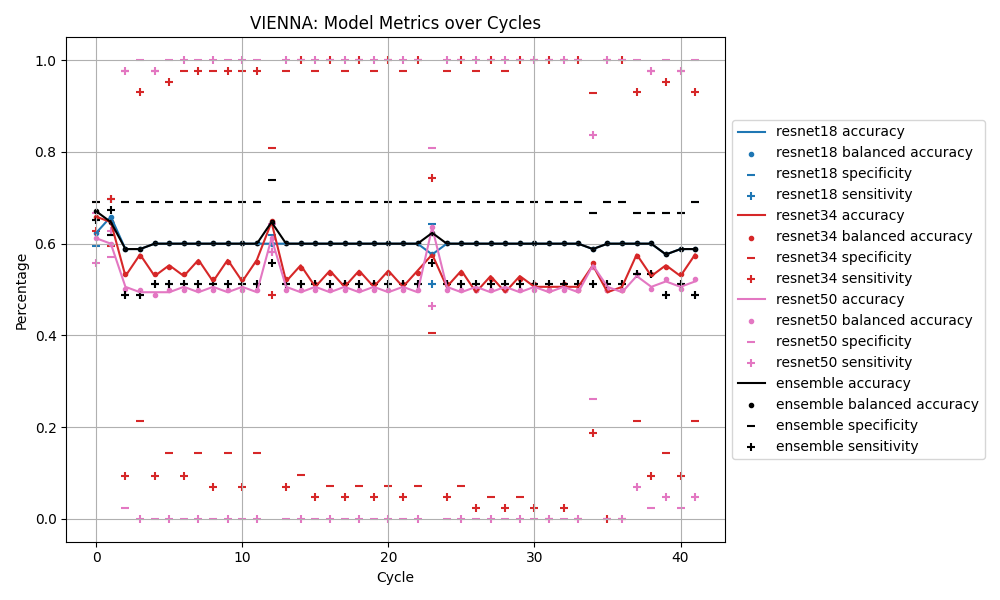 VIENNA: Model Metrics over Cycles
Percentage
1.0
0.8
0.6
0.4
0.2
0.0
0
10
20
30
40
Cycle
resnet18 accuracy
resnet18 balanced accuracy
resnet18 specificity
resnet18 sensitivity
resnet34 accuracy
resnet34 balanced accuracy
resnet34 specificity
resnet34 sensitivity
resnet50 accuracy
resnet50 balanced accuracy
resnet50 specificity
resnet50 sensitivity
ensemble accuracy
ensemble balanced accuracy
ensemble specificity
ensemble sensitivity